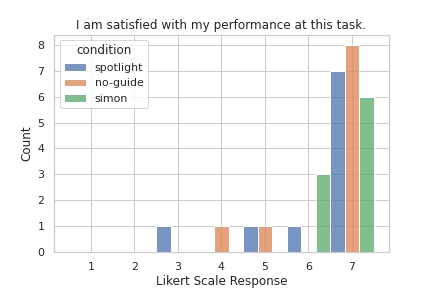 I am satisfied with my performance at this task.
condition
spotlight
no-guide
simon
8
7
6
5
4
3
2
1
0
Count
1 2 3 4 5 6 7
Likert Scale Response